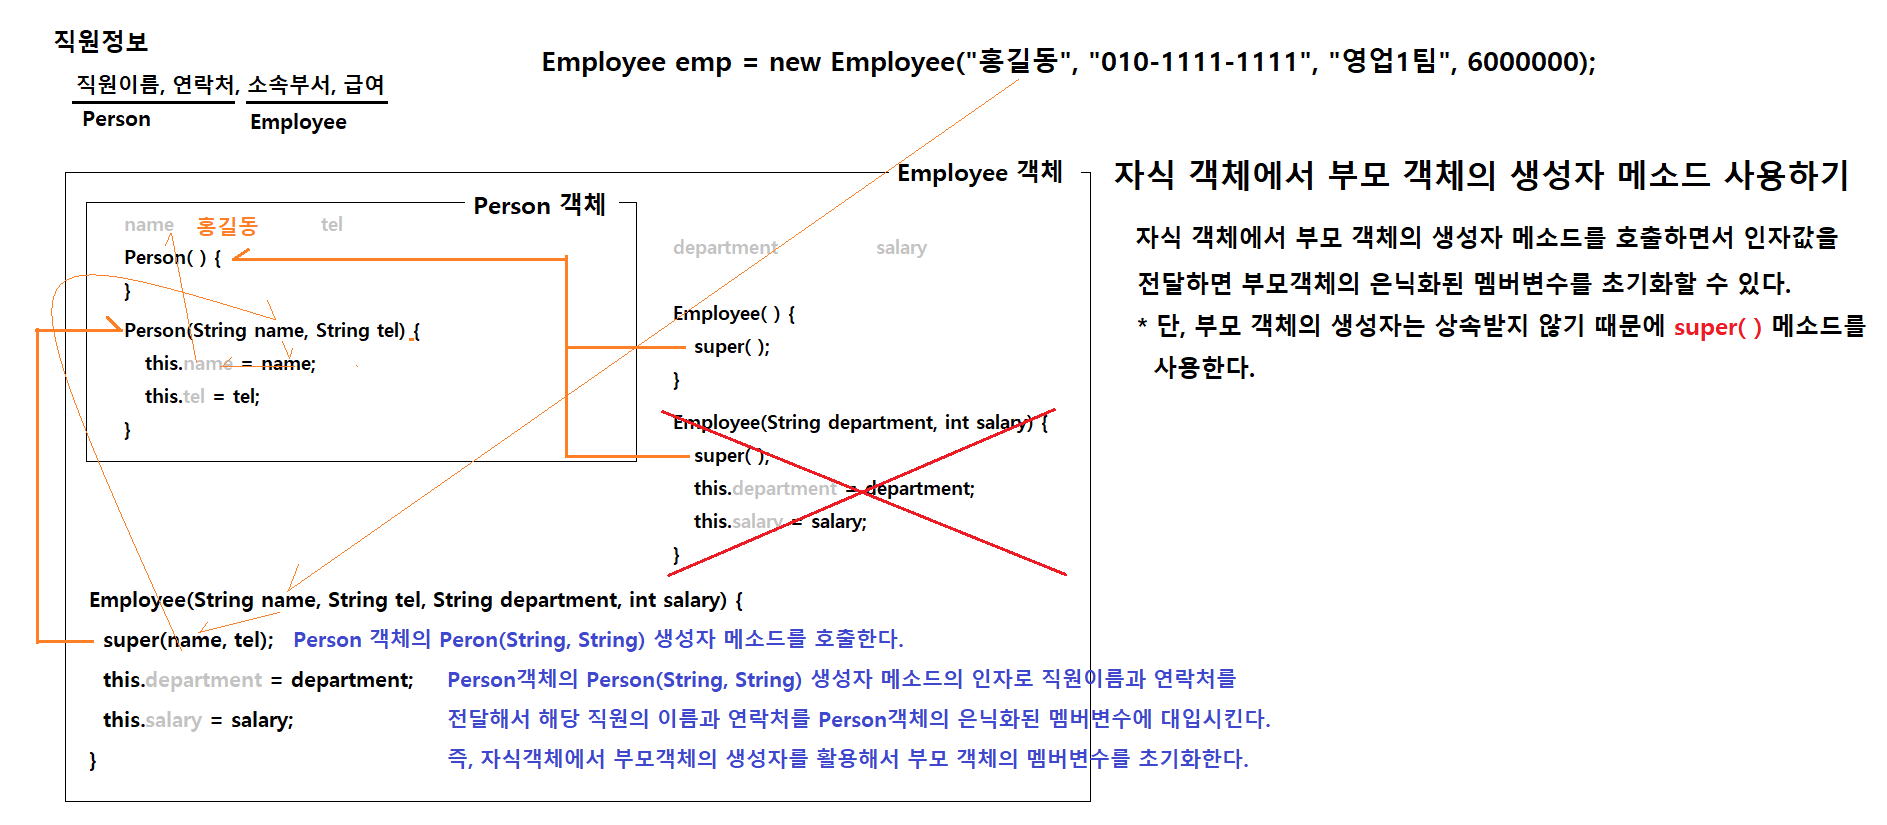 직원정보
직원이름, 연락처, 소속부서, 급여
Person
Employee
Employee emp = new Employee("홍길동", "010-1111-1111", "영업1팀", 6000000);
Employee 객체
Person 객체
name 홍길동 tel
Person( ) {
}
Person(String name, String tel) {
this.name = name;
this.tel = tel;
}
department salary
Employee( ) {
super( );
}
Employee(String department, int salary) {
super( );
this.department = department;
this.salary = salary;
}
Employee(String name, String tel, String department, int salary) {
super(name, tel); Person 객체의 Peron(String, String) 생성자 메소드를 호출한다.
this.department = department; Person객체의 Person(String, String) 생성자 메소드의 인자로 직원이름과 연락처를
this.salary = salary; 전달해서 해당 직원의 이름과 연락처를 Person객체의 은닉화된 멤버변수에 대입시킨다.
} 즉, 자식객체에서 부모객체의 생성자를 활용해서 부모 객체의 멤버변수를 초기화한다.
자식 객체에서 부모 객체의 생성자 메소드 사용하기
자식 객체에서 부모 객체의 생성자 메소드를 호출하면서 인자값을
전달하면 부모객체의 은닉화된 멤버변수를 초기화할 수 있다.
* 단, 부모 객체의 생성자는 상속받지 않기 때문에 super( ) 메소드를
사용한다.